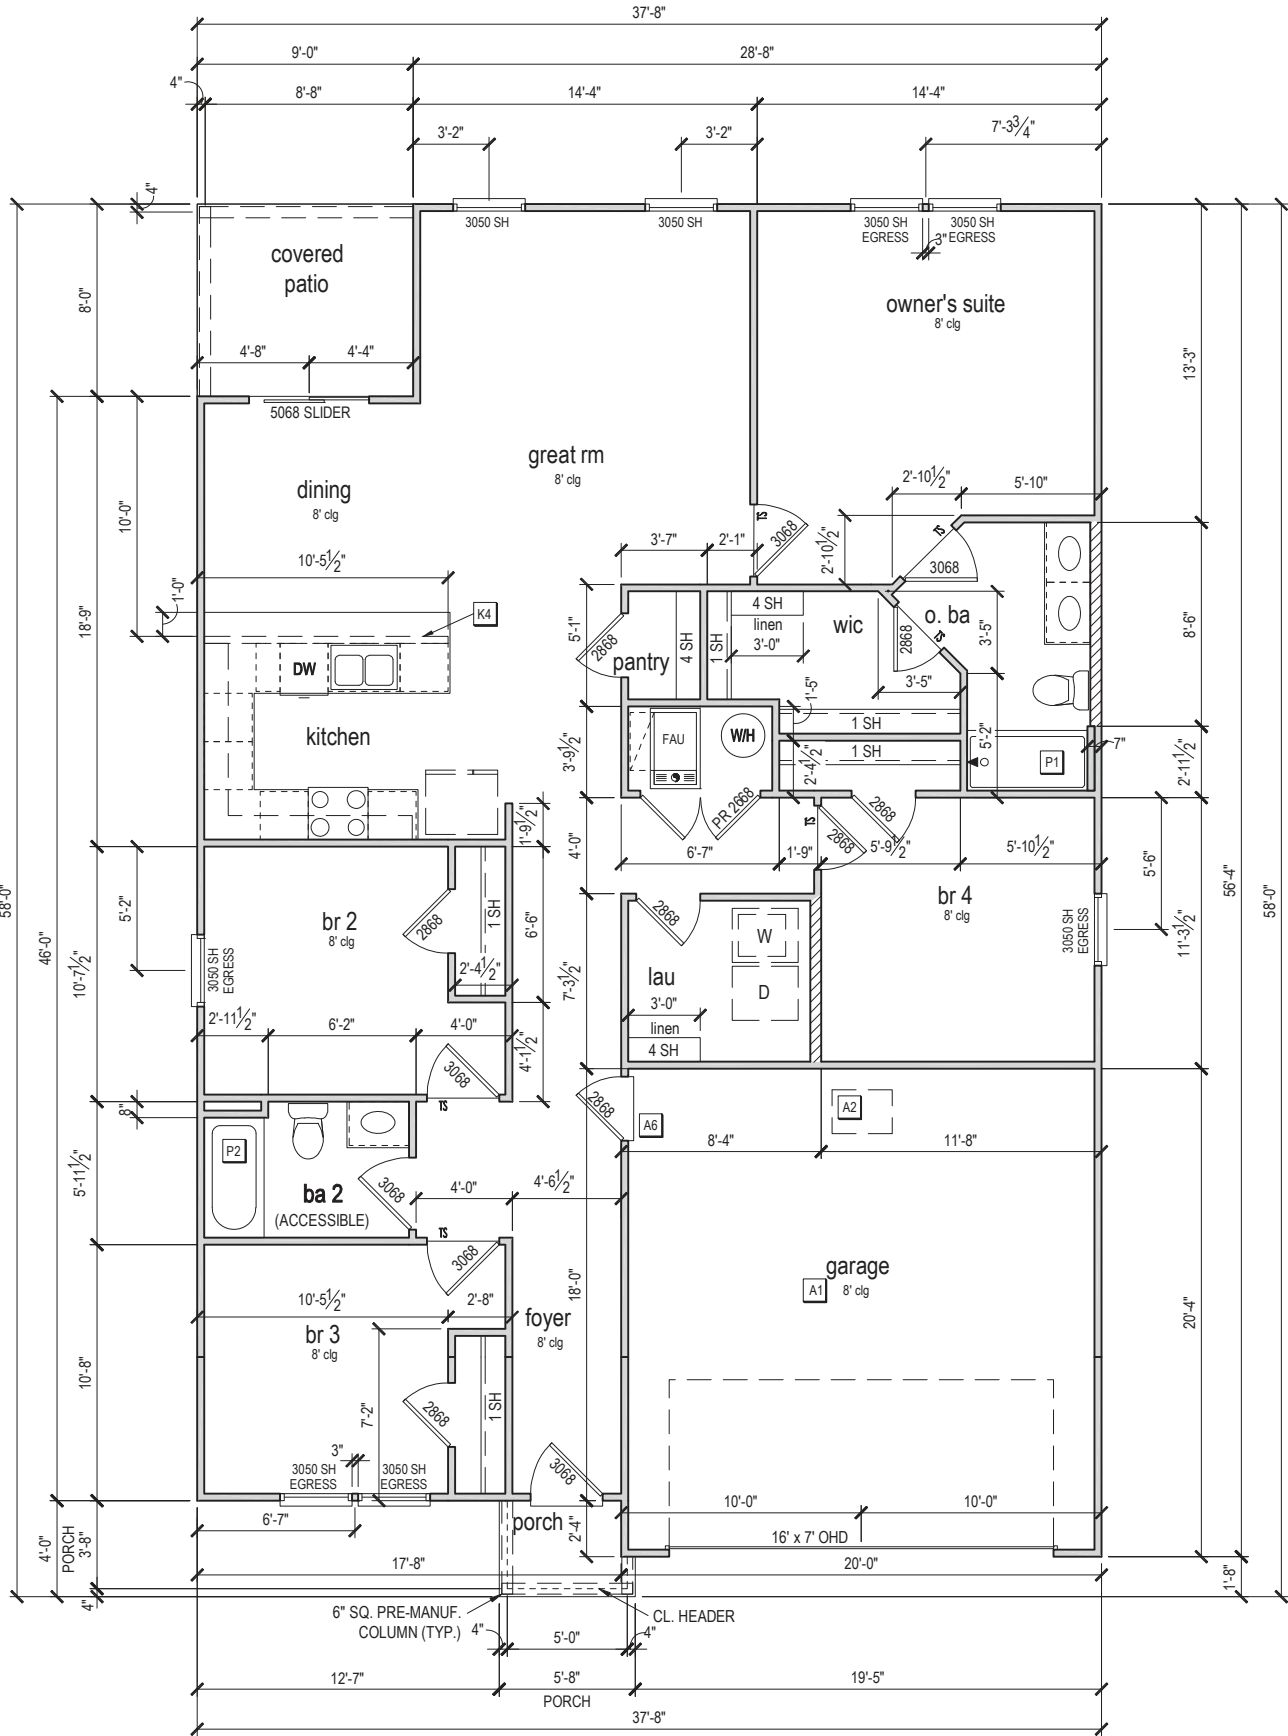 37'-8"
9'-0" 28'-8"
4" 8'-8" 14'-4" 14'-4"
3'-2" 3'-2" 7'-3 3/4"
4"
3050 SH 3050 SH 3050 SH 3050 SH
EGRESS 3" EGRESS
covered
patio
8'-0"
owner's suite
8' clg
13'-3"
4'-8" 4'-4"
5068 SLIDER
great rm
8' clg
dining
8' clg
10'-0"
2'-10 1/2" 5'-10"
TS TS
3068
3'-7" 2'-1"
2'-10 1/2"
3068
10'-5 1/2"
1'-0"
18'-9"
K4
5'-1"
2868
pantry
4 SH
1 SH
4 SH
linen
3'-0"
wic
2868
TS
o. ba
3'-5"
8'-6"
DW
3'-5"
1'-5"
1 SH
kitchen
3'-9 1/2"
FAU
W/H
1 SH
5'-2"
7"
P1
2'-4 1/2"
2'-11 1/2"
PR 2668
TS
2868
2868
1'-9 1/2"
4'-0"
6'-7" 1'-9" 5'-9 1/2" 5'-10 1/2"
5'-6"
58'-0"
46'-0"
56'-4"
58'-0"
5'-2"
br 2
8' clg
2868
1 SH
6'-6"
2868
W
br 4
8' clg
3050 SH
EGRESS
11'-3 1/2"
10'-7 1/2"
3050 SH
EGRESS
2'-4 1/2"
7'-3 1/2"
lau
D
3'-0"
linen
4 SH
2'-11 1/2" 6'-2" 4'-0"
4'-1 1/2"
3068
TS
8"
2868
A6
A2
P2
8'-4" 11'-8"
5'-11 1/2"
ba 2
(ACCESSIBLE)
3068
4'-0" 4'-6 1/2"
TS
3068
18'-0"
garage
A1 8' clg
10'-5 1/2" 2'-8"
foyer
8' clg
br 3
8' clg
20'-4"
10'-8"
7'-2"
2868
1 SH
3"
3050 SH 3050 SH
EGRESS EGRESS
3068
6'-7"
porch
2'-4"
10'-0" 10'-0"
16' x 7' OHD
4'-0"
PORCH
3'-8"
17'-8" 20'-0"
1'-8"
4"
6" SQ. PRE-MANUF.
COLUMN (TYP.)
CL. HEADER
4" 5'-0" 4"
12'-7" 5'-8" 19'-5"
PORCH
37'-8"